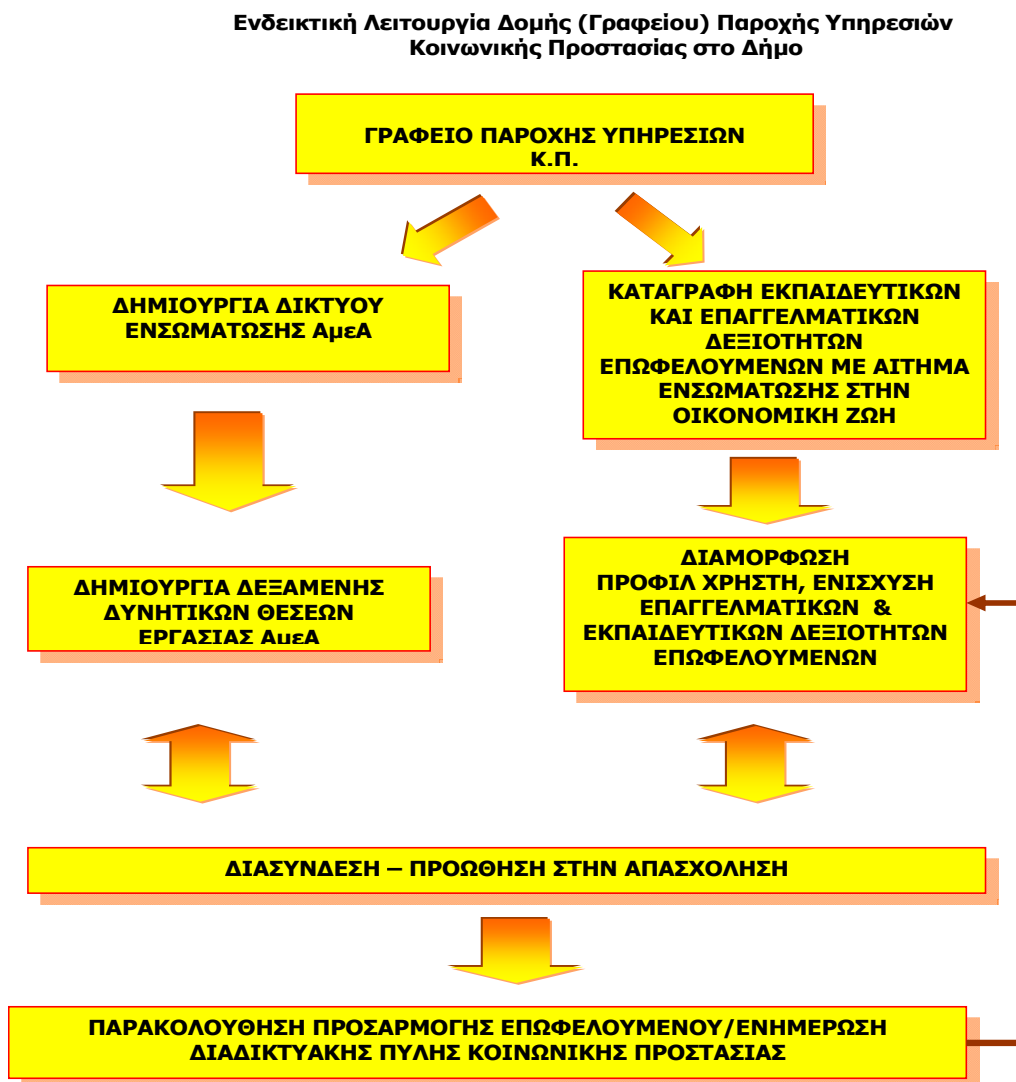 Ενδεικτική Λειτουργία Δομής (Γραφείου) Παροχής Υπηρεσιών
Κοινωνικής Προστασίας στο Δήμο
ΓΡΑΦΕΙΟ ΠΑΡΟΧΗΣ ΥΠΗΡΕΣΙΩΝ
Κ.Π.
ΔΗΜΙΟΥΡΓΙΑ ΔΙΚΤΥΟΥ
ΕΝΣΩΜΑΤΩΣΗΣ ΑμεΑ
ΚΑΤΑΓΡΑΦΗ ΕΚΠΑΙΔΕΥΤΙΚΩΝ
ΚΑΙ ΕΠΑΓΓΕΛΜΑΤΙΚΩΝ
ΔΕΞΙΟΤΗΤΩΝ
ΕΠΩΦΕΛΟΥΜΕΝΩΝ ΜΕ ΑΙΤΗΜΑ
ΕΝΣΩΜΑΤΩΣΗΣ ΣΤΗΝ
ΟΙΚΟΝΟΜΙΚΗ ΖΩΗ
ΔΗΜΙΟΥΡΓΙΑ ΔΕΞΑΜΕΝΗΣ
ΔΥΝΗΤΙΚΩΝ ΘΕΣΕΩΝ
ΕΡΓΑΣΙΑΣ ΑμεΑ
ΔΙΑΜΟΡΦΩΣΗ
ΠΡΟΦΙΛ ΧΡΗΣΤΗ, ΕΝΙΣΧΥΣΗ
ΕΠΑΓΓΕΛΜΑΤΙΚΩΝ &
ΕΚΠΑΙΔΕΥΤΙΚΩΝ ΔΕΞΙΟΤΗΤΩΝ
ΕΠΩΦΕΛΟΥΜΕΝΩΝ
ΔΙΑΣΥΝΔΕΣΗ – ΠΡΟΩΘΗΣΗ ΣΤΗΝ ΑΠΑΣΧΟΛΗΣΗ
ΠΑΡΑΚΟΛΟΥΘΗΣΗ ΠΡΟΣΑΡΜΟΓΗΣ ΕΠΩΦΕΛΟΥΜΕΝΟΥ/ΕΝΗΜΕΡΩΣΗ
ΔΙΑΔΙΚΤΥΑΚΗΣ ΠΥΛΗΣ ΚΟΙΝΩΝΙΚΗΣ ΠΡΟΣΤΑΣΙΑΣ